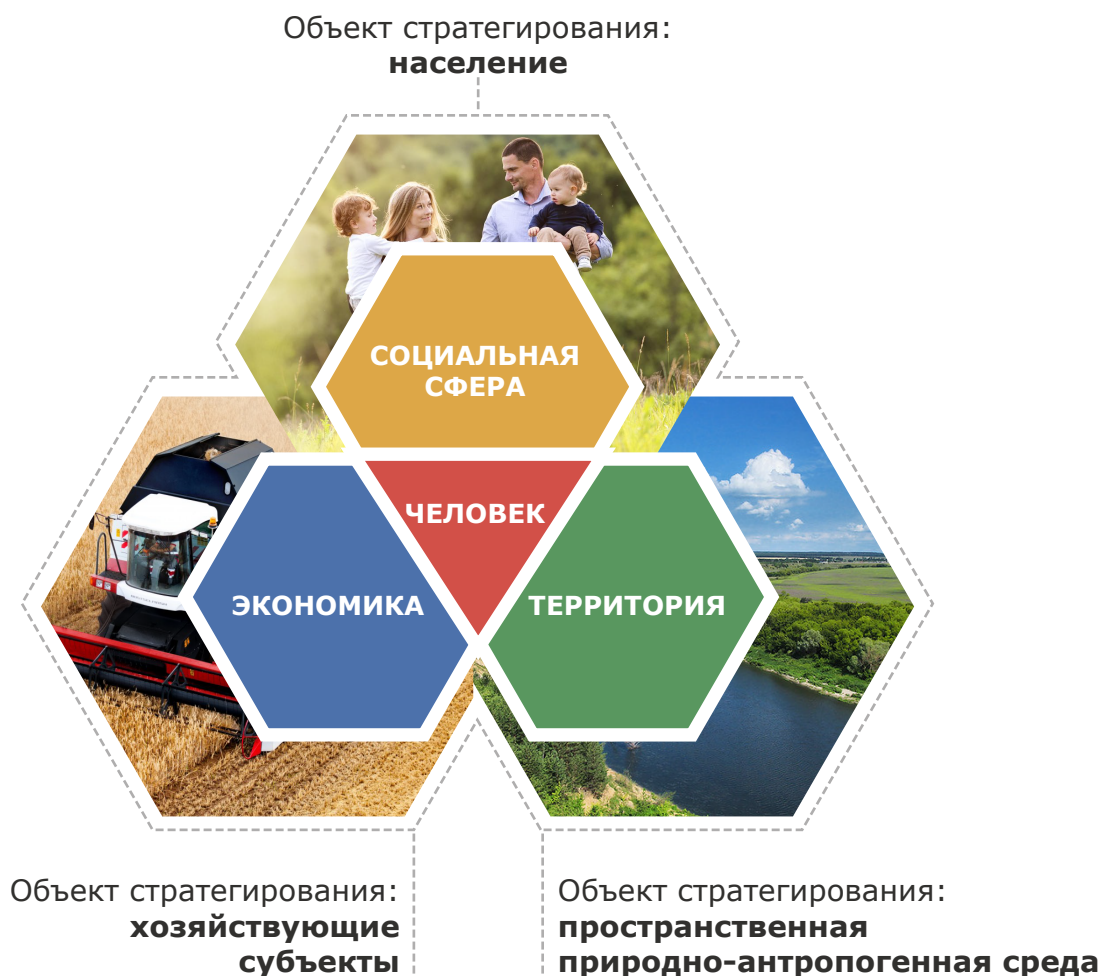 Объект стратегирования:
население
СОЦИАЛЬНАЯ
СФЕРА
ЧЕЛОВЕК
ЭКОНОМИКА
ТЕРРИТОРИЯ
Объект стратегирования:
хозяйствующие
субъекты
Объект стратегирования:
пространственная
природно-антропогенная среда